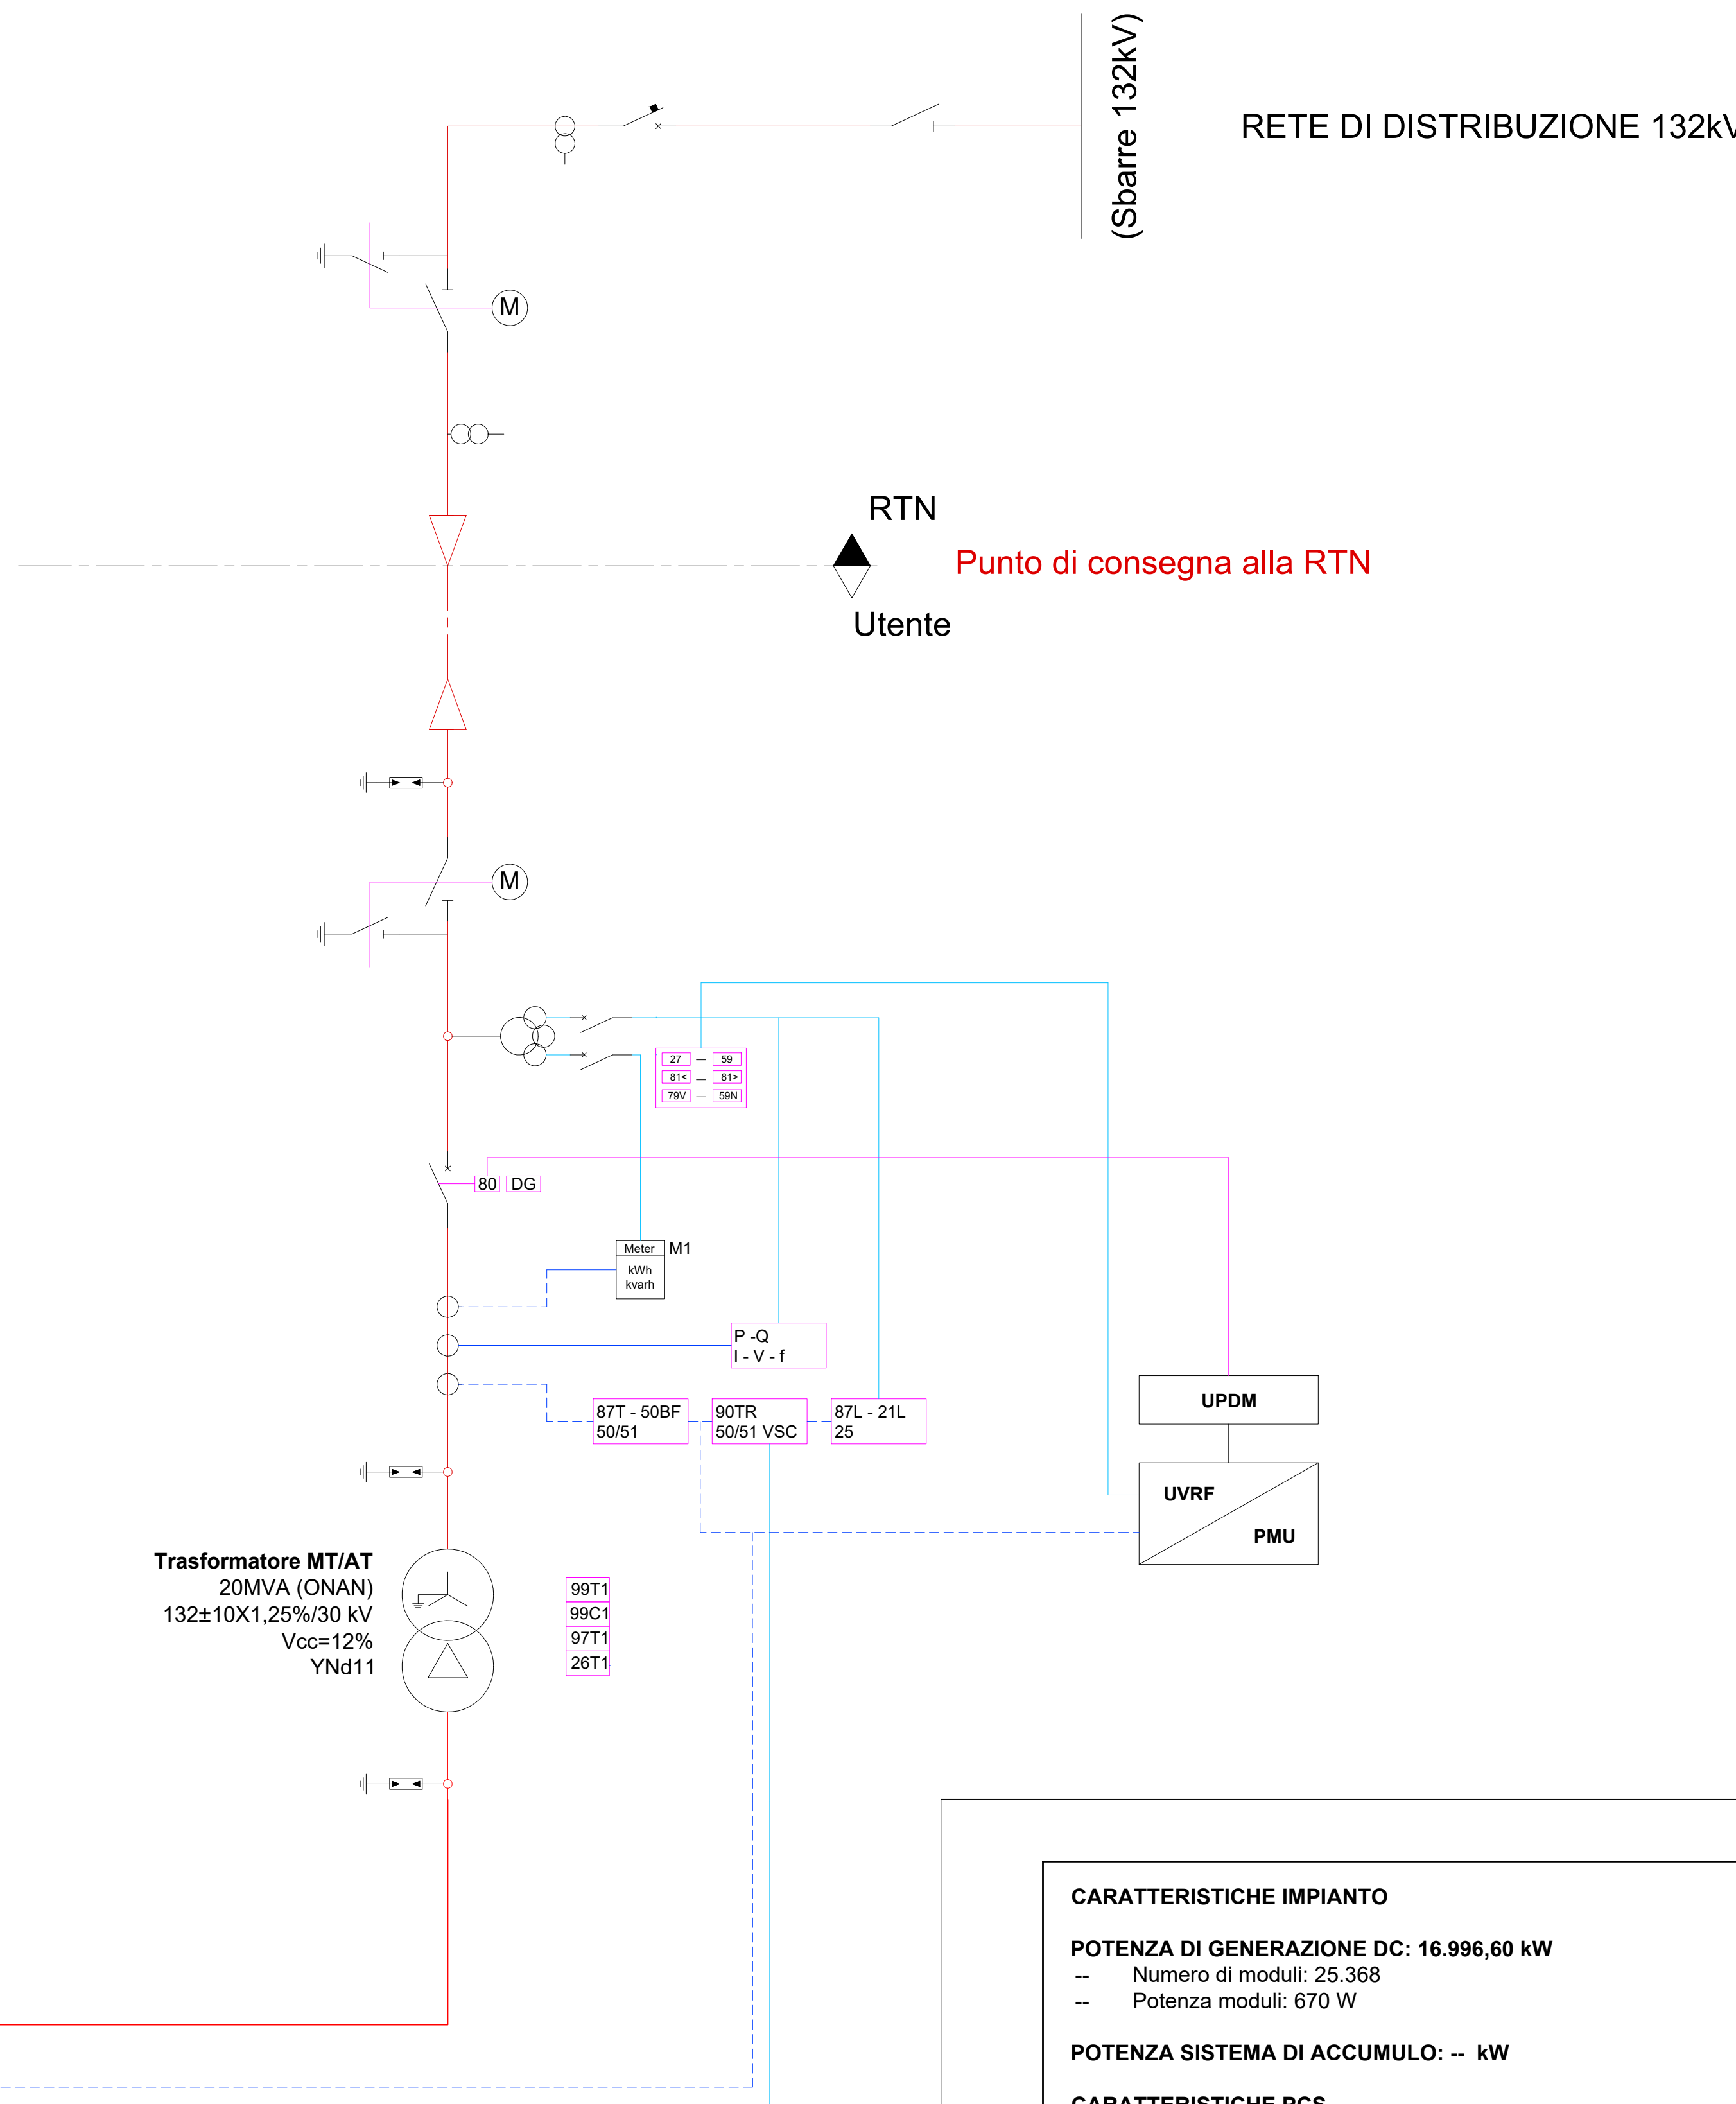 (Sbarre 132kV)
RETE DI DISTRIBUZIONE 132kV
M
RTN
Punto di consegna alla RTN
Utente
M
27 — 59
81< — 81>
79V — 59N
80 DG
Meter M1
kWh
kvarh
P -Q
I - V - f
87T - 50BF
50/51
90TR
50/51 VSC
87L - 21L
25
UPDM
UVRF
PMU
Trasformatore MT/AT
20MVA (ONAN)
132±10X1,25%/30 kV
Vcc=12%
YNd11
99T1
99C1
97T1
26T1
CARATTERISTICHE IMPIANTO
POTENZA DI GENERAZIONE DC: 16.996,60 kW
-- Numero di moduli: 25.368
-- Potenza moduli: 670 W
POTENZA SISTEMA DI ACCUMULO: -- kW
CARATTERISTICHE PCS